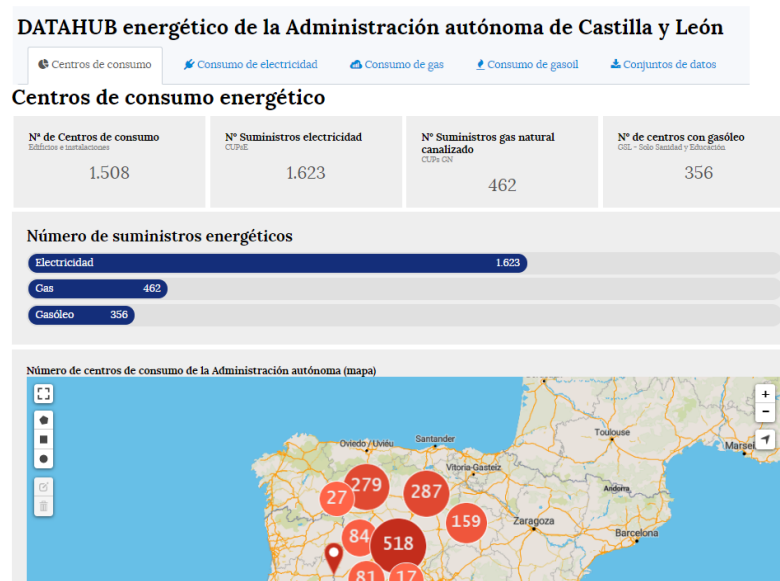 DATAHUB energético de la Administración autónoma de Castilla y León
Centros de consumo
Consumo de electricidad
Consumo de gas
Consumo de gasoil
Conjuntos de datos
Centros de consumo energético
Nª de Centros de consumo
Edificios e instalaciones
1.508
Nº Suministros electricidad
CUPsE
1.623
Nº Suministros gas natural
canalizado
CUPs GN
462
Nº de centros con gasóleo
GSL - Solo Sanidad y Educación
356
Número de suministros energéticos
Electricidad 1.623
Gas 462
Gasóleo 356
Número de centros de consumo de la Administración autónoma (mapa)
+
-
Toulouse
Oviedo / Uviéu
Santander
Marsei
Vitoria-Gasteiz
279
27
287
Andorra
159
Zaragoza
84
518
Barcelona
81
17